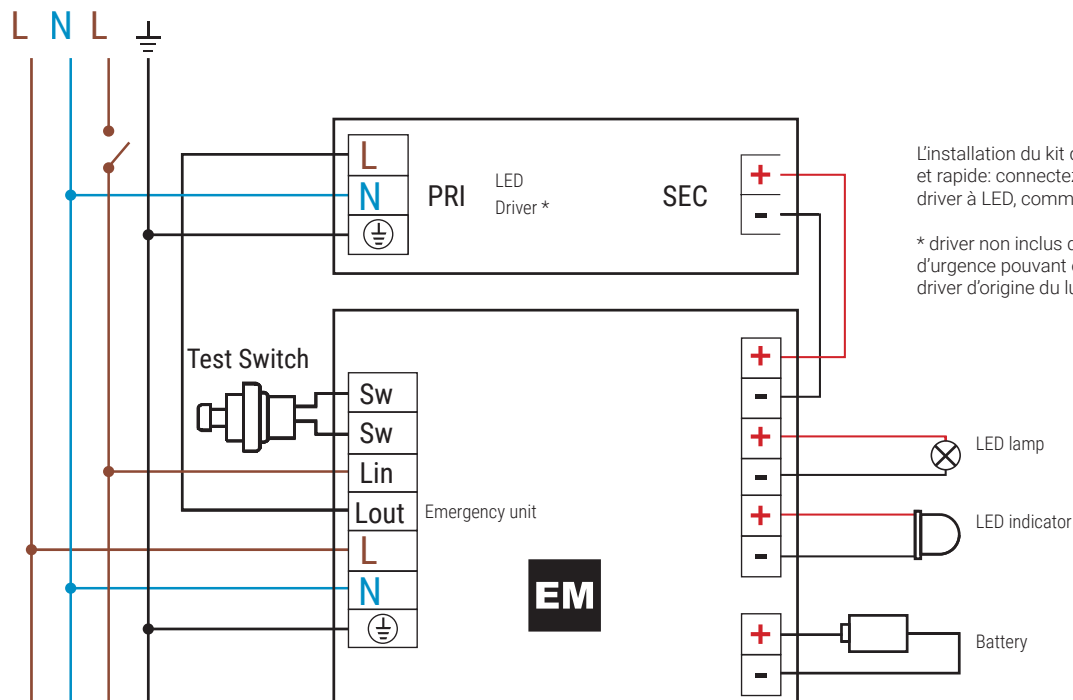 L N L
L
N
PRI
LED
Driver *
SEC
+
-
L'installation du kit
et rapide: connectez
driver à LED, comm
* driver non inclus
d'urgence pouvant
driver d'origine du
Test Switch
Sw
Sw
Lin
Lout
L
N
Emergency unit
EM
+
-
+
-
+
-
+
-
LED lamp
LED indicator
Battery